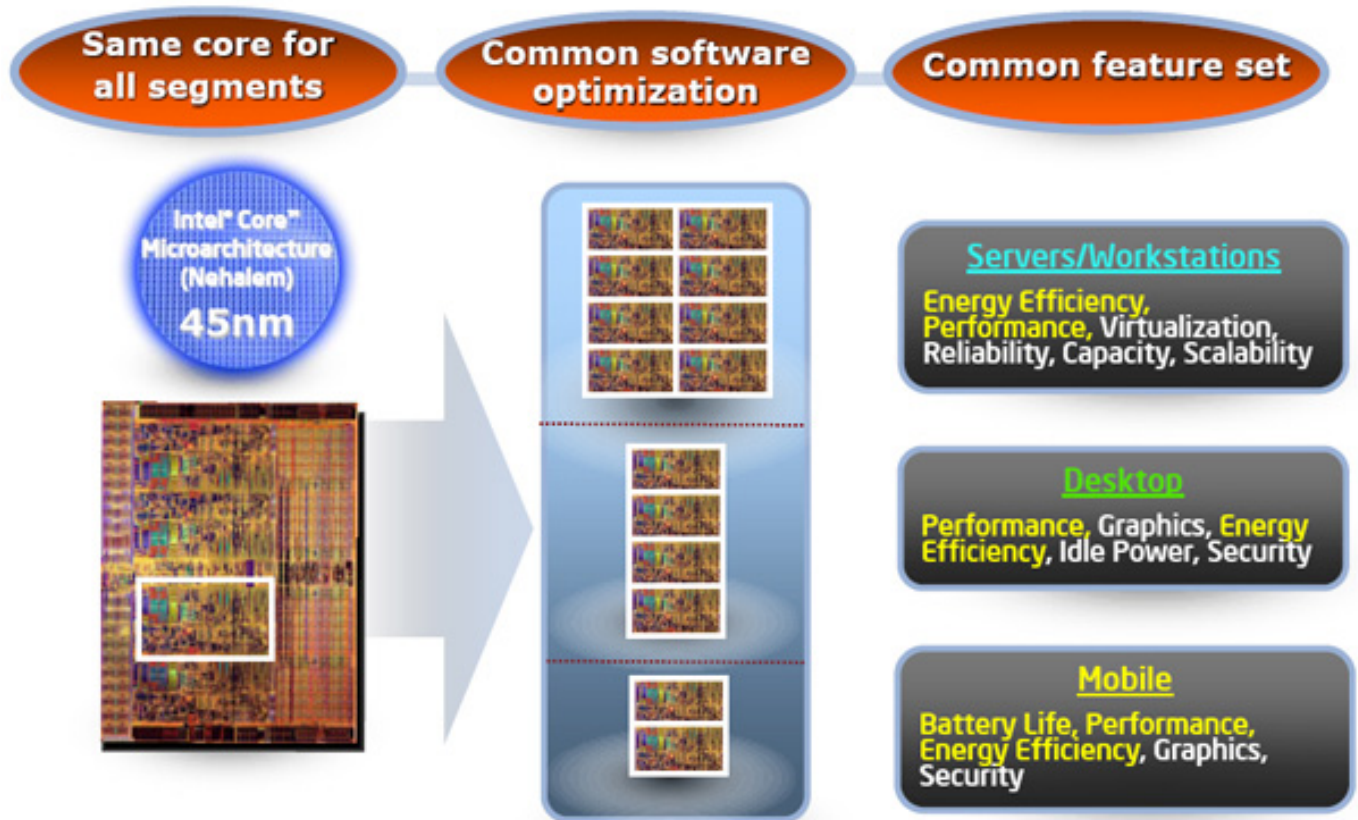 Same core for
all segments
Common software
optimization
Common feature set
Intel® Core™
Microarchitecture
(Nehalem)
45nm
Servers/Workstations
Energy Efficiency,
Performance, Virtualization,
Reliability, Capacity, Scalability
Desktop
Performance, Graphics, Energy
Efficiency, Idle Power, Security
Mobile
Battery Life, Performance,
Energy Efficiency, Graphics,
Security